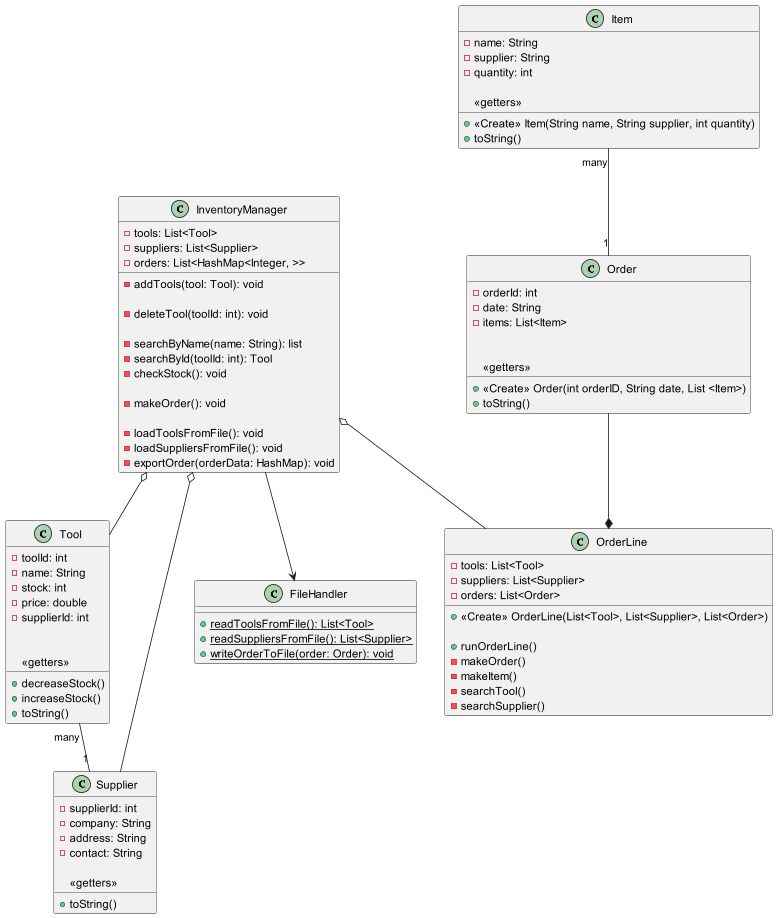 C Item
name: String
supplier: String
quantity: int
«getters»
«Create» Item(String name, String supplier, int quantity)
toString()
many
1
C InventoryManager
tools: List<Tool>
suppliers: List<Supplier>
orders: List<HashMap<Integer, >>
addTools(tool: Tool): void
deleteTool(toolId: int): void
searchByName(name: String): list
searchById(toolId: int): Tool
checkStock(): void
makeOrder(): void
loadToolsFromFile(): void
loadSuppliersFromFile(): void
exportOrder(orderData: HashMap): void
C Order
orderId: int
date: String
items: List<Item>
«getters»
«Create» Order(int orderID, String date, List <Item>)
toString()
C Tool
toolId: int
name: String
stock: int
price: double
supplierId: int
«getters»
decreaseStock()
increaseStock()
toString()
many
1
C FileHandler
readToolsFromFile(): List<Tool>
readSuppliersFromFile(): List<Supplier>
writeOrderToFile(order: Order): void
C OrderLine
tools: List<Tool>
suppliers: List<Supplier>
orders: List<Order>
«Create» OrderLine(List<Tool>, List<Supplier>, List<Order>)
runOrderLine()
makeOrder()
makeItem()
searchTool()
searchSupplier()
C Supplier
supplierId: int
company: String
address: String
contact: String
«getters»
toString()